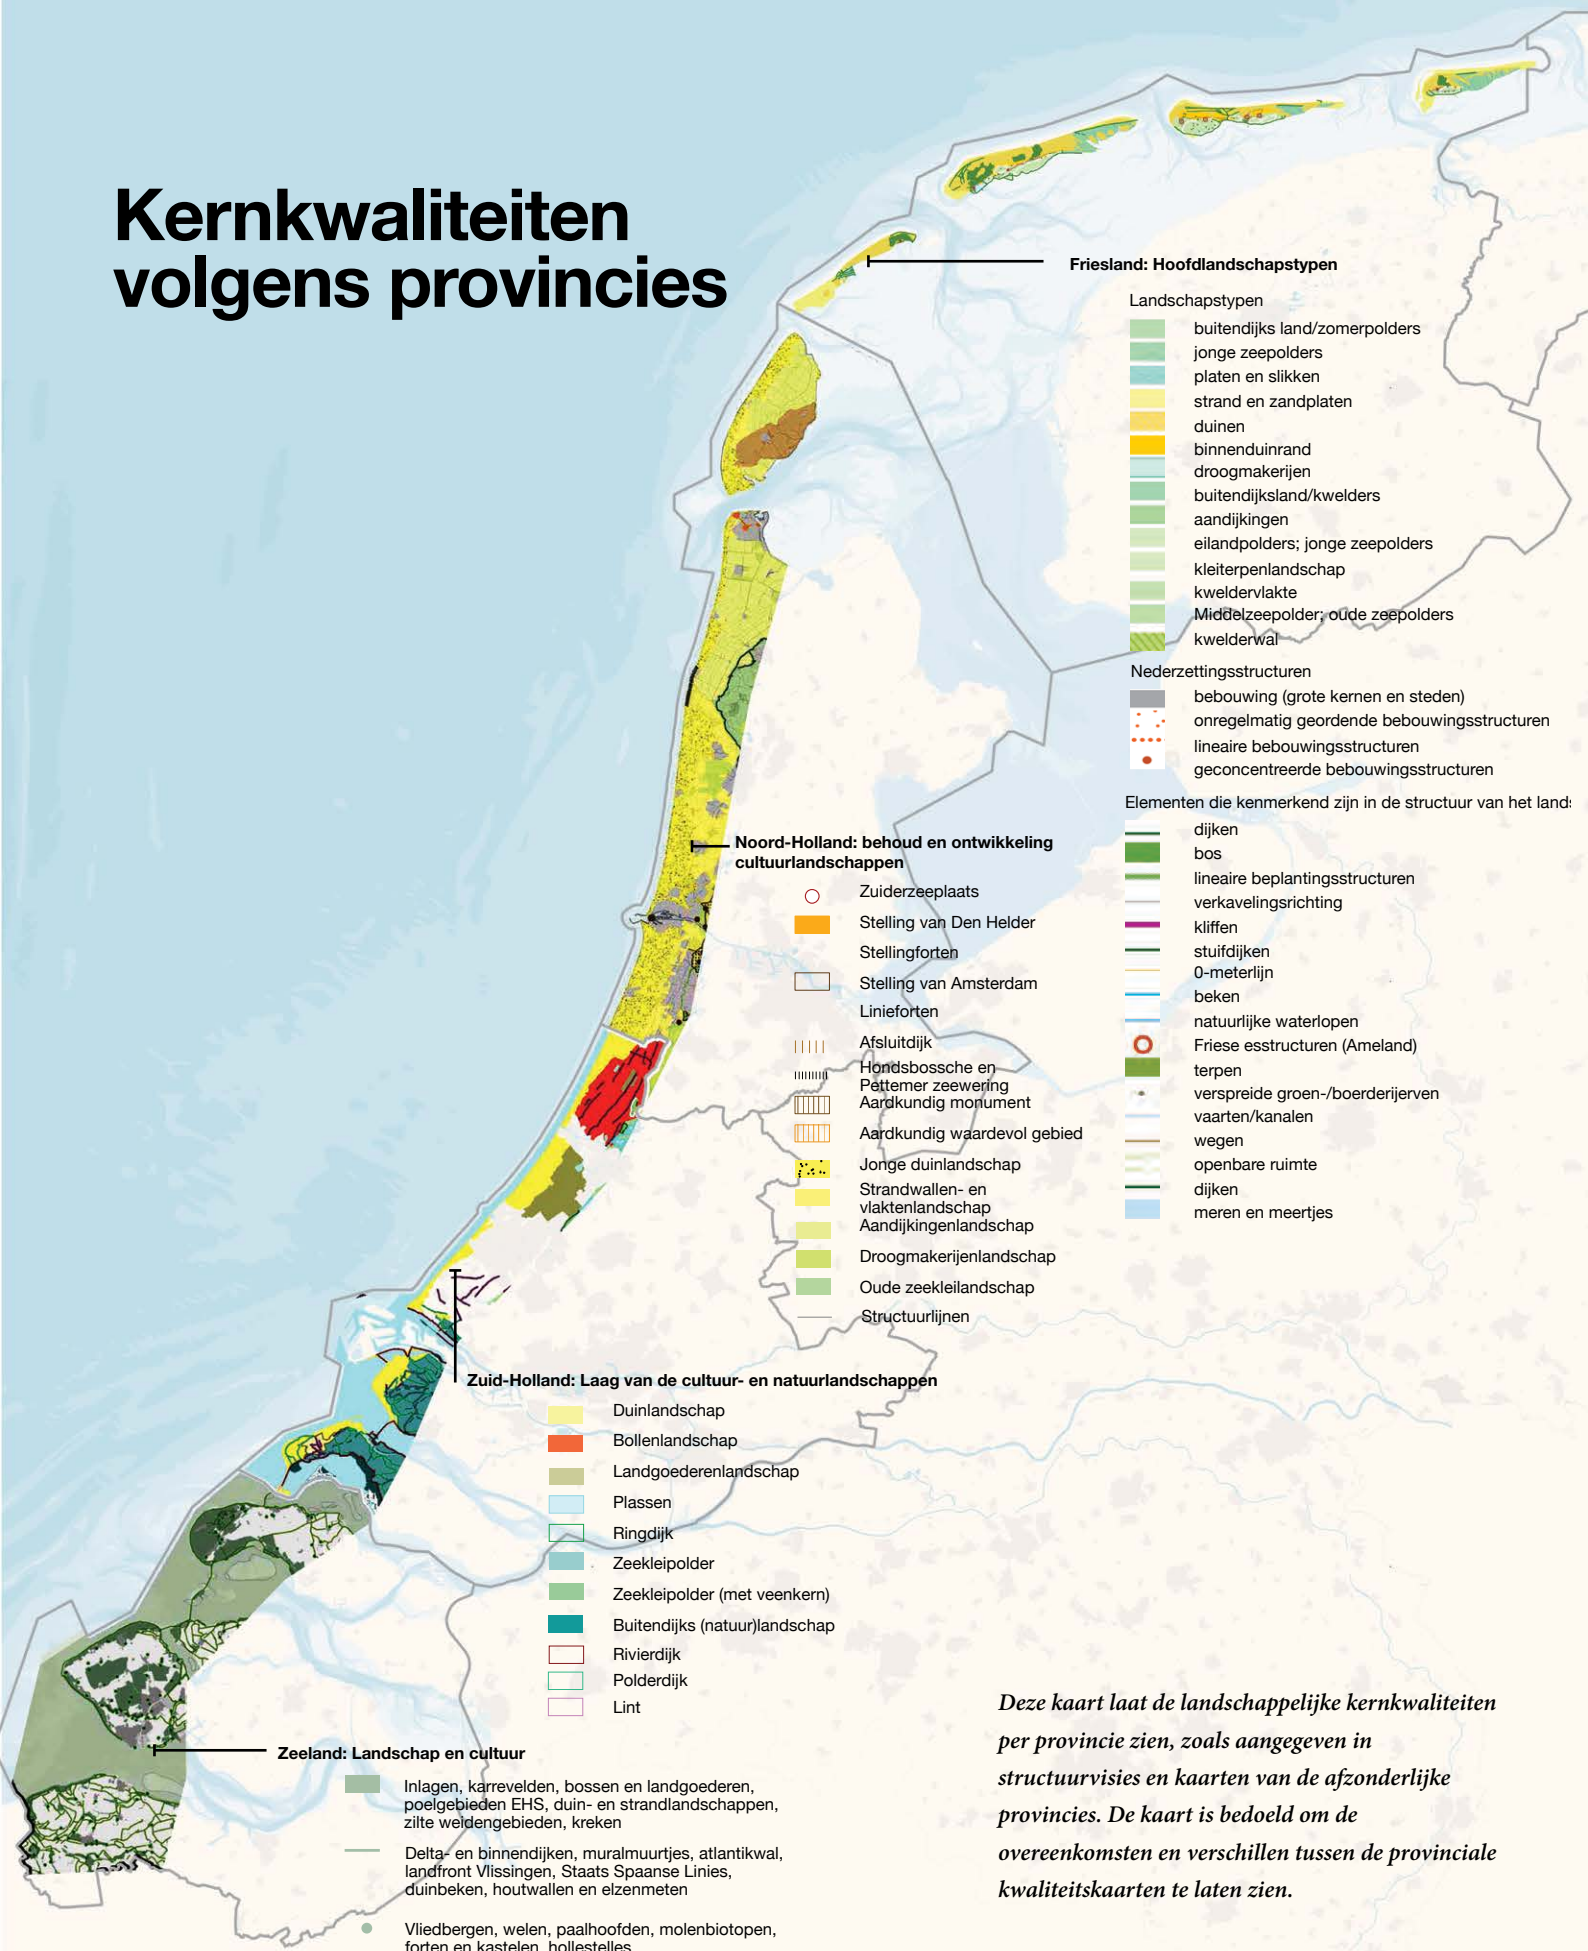 Kernkwaliteiten
volgens provincies
Friesland: Hoofdlandschapstypen
Landschapstypen
buitendijks land/zomerpolders
jonge zeepolders
platen en slikken
strand en zandplaten
duinen
binnenduinrand
droogmakerijen
buitendijksland/kwelders
aandijkingen
eilandpolders; jonge zeepolders
kleiterpenlandschap
kweldervlakte
Middelzeepolder; oude zeepolders
kwelderwal
Nederzettingsstructuren
bebouwing (grote kernen en steden)
onregelmatig geordende bebouwingsstructuren
lineaire bebouwingsstructuren
geconcentreerde bebouwingsstructuren
Elementen die kenmerkend zijn in de structuur van het lands
dijken
bos
lineaire beplantingsstructuren
verkavelingsrichting
kliffen
stuifdijken
0-meterlijn
beken
natuurlijke waterlopen
Friese esstructuren (Ameland)
terpen
verspreide groen-/boerderijerven
vaarten/kanalen
wegen
openbare ruimte
dijken
meren en meertjes
Noord-Holland: behoud en ontwikkeling
cultuurlandschappen
Zuiderzeeplaats
Stelling van Den Helder
Stellingforten
Stelling van Amsterdam
Linieforten
Afsluitdijk
Hondsbossche en
Pettemer zeewering
Aardkundig monument
Aardkundig waardevol gebied
Jonge duinlandschap
Strandwallen- en
vlaktenlandschap
Aandijkingenlandschap
Droogmakerijenlandschap
Oude zeekleilandschap
Structuurlijnen
Zuid-Holland: Laag van de cultuur- en natuurlandschappen
Duinlandschap
Bollenlandschap
Landgoederenlandschap
Plassen
Ringdijk
Zeekleipolder
Zeekleipolder (met veenkern)
Buitendijks (natuur)landschap
Rivierdijk
Polderdijk
Lint
Zeeland: Landschap en cultuur
Inlagen, karrevelden, bossen en landgoederen,
poelgebieden EHS, duin- en strandlandschappen,
zilte weidengebieden, kreken
Delta- en binnendijken, muralmuurtjes, atlantikwal,
landfront Vlissingen, Staats Spaanse Linies,
duinbeken, houtwallen en elzenmeten
Vliedbergen, welen, paalhoofden, molenbiotopen,
forten en kastelen, hollestelles
Deze kaart laat de landschappelijke kernkwaliteiten
per provincie zien, zoals aangegeven in
structuurvisies en kaarten van de afzonderlijke
provincies. De kaart is bedoeld om de
overeenkomsten en verschillen tussen de provinciale
kwaliteitskaarten te laten zien.